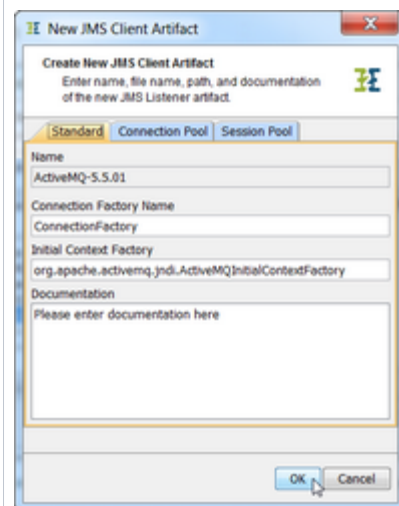 New JMS Client Artifact
Create New JMS Client Artifact
Enter name, file name, path, and documentation
of the new JMS Listener artifact.
Standard Connection Pool Session Pool
Name
ActiveMQ-5.5.01
Connection Factory Name
ConnectionFactory
Initial Context Factory
org.apache.activemq.jndi.ActiveMQInitialContextFactory
Documentation
Please enter documentation here
OK Cancel